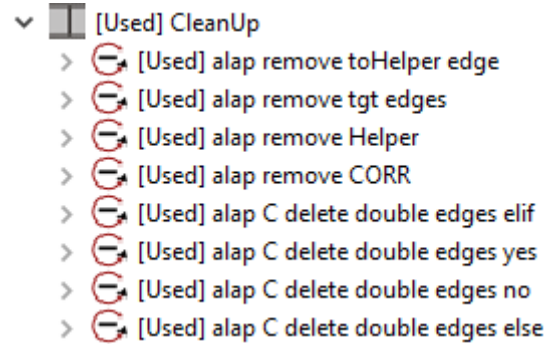 [Used] CleanUp
[Used] alap remove toHelper edge
[Used] alap remove tgt edges
[Used] alap remove Helper
[Used] alap remove CORR
[Used] alap C delete double edges elif
[Used] alap C delete double edges yes
[Used] alap C delete double edges no
[Used] alap C delete double edges else